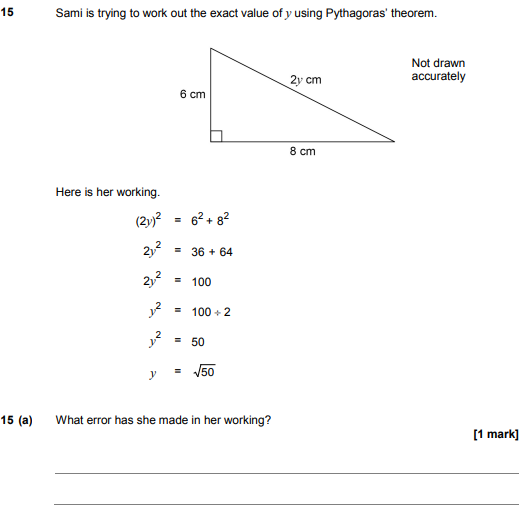 15 Sami is trying to work out the exact value of y using Pythagoras' theorem.
Not drawn
accurately
2y cm
6 cm
8 cm
Here is her working.
(2y)² = 6² + 8²
2y² = 36 + 64
2y² = 100
y² = 100 ÷ 2
y² = 50
y = √50
15 (a) What error has she made in her working?
[1 mark]